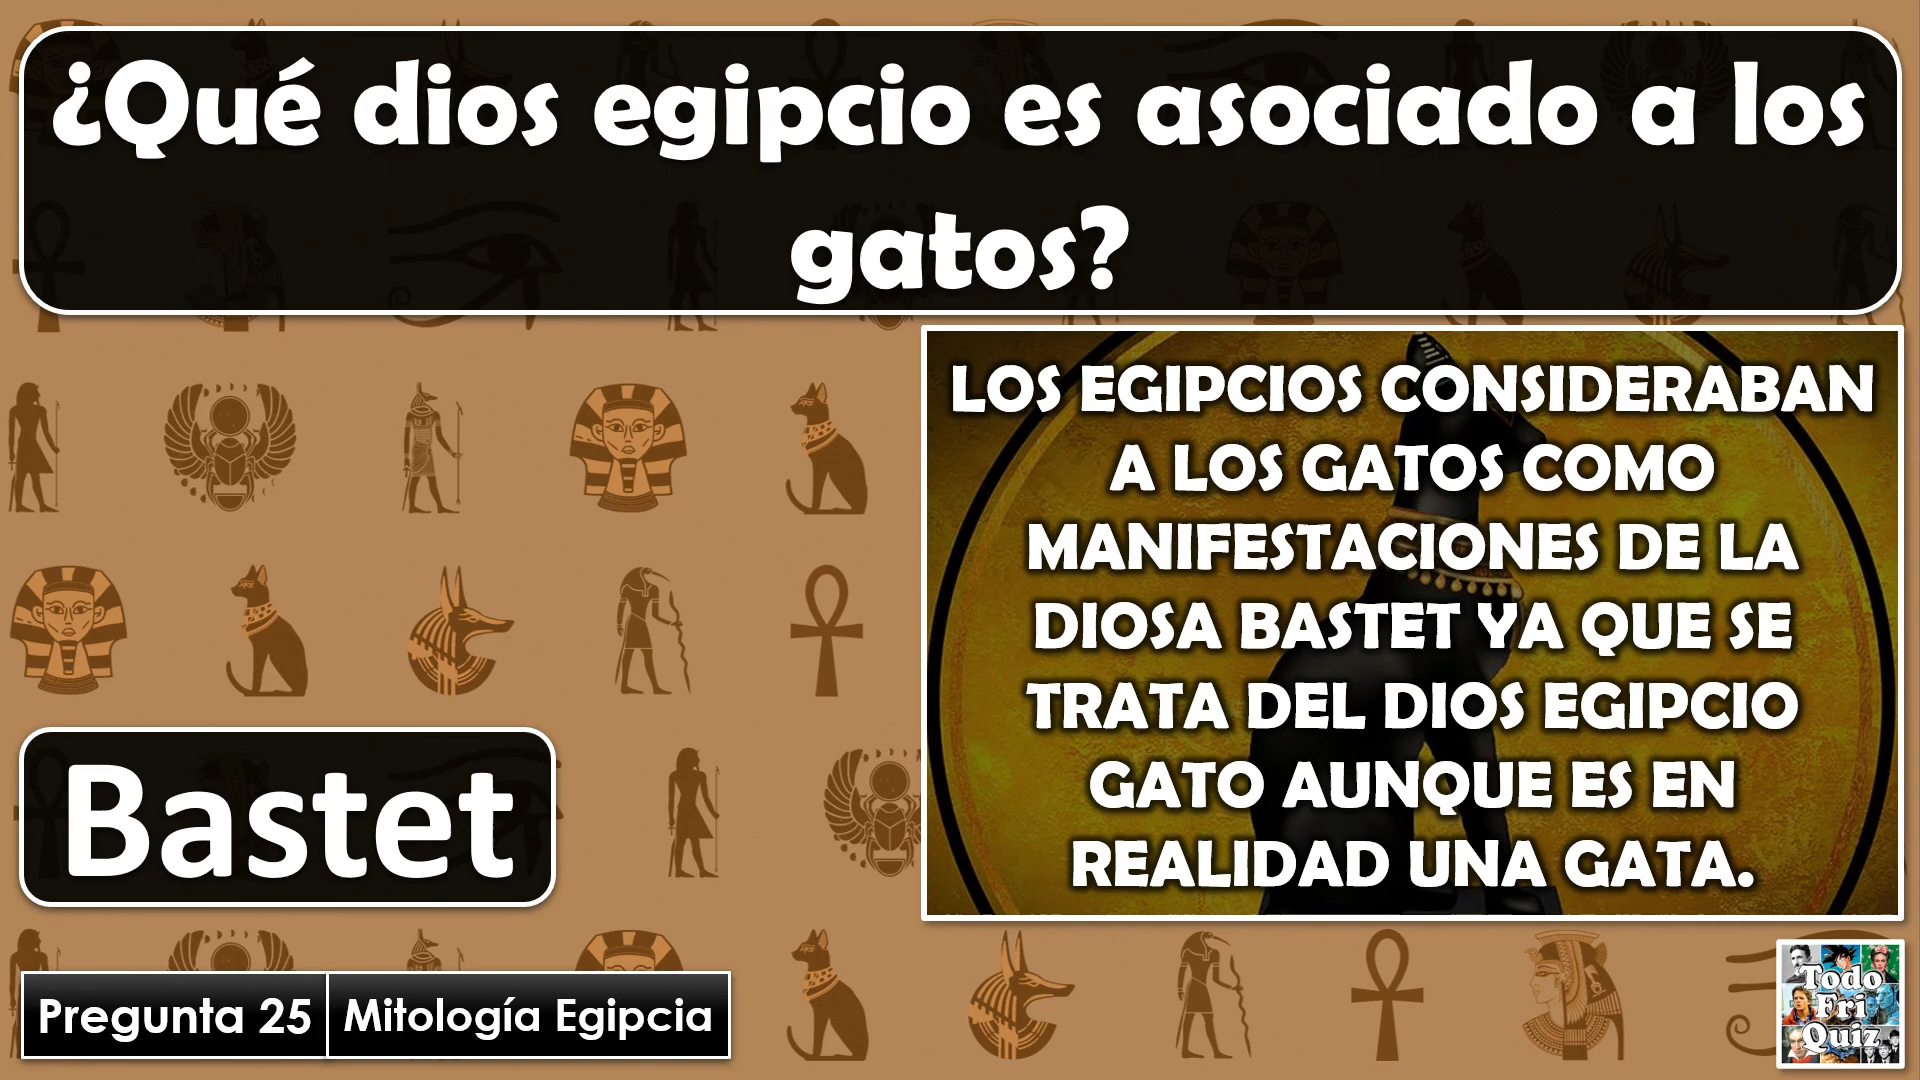 ¿Qué dios egipcio es asociado a los
gatos?
LOS EGIPCIOS CONSIDERABAN
A LOS GATOS COMO
MANIFESTACIONES DE LA
DIOSA BASTET YA QUE SE
TRATA DEL DIOS EGIPCIO
GATO AUNQUE ES EN
REALIDAD UNA GATA.
Bastet
Pregunta 25 Mitología Egipcia
Todo
Fri
Quiz